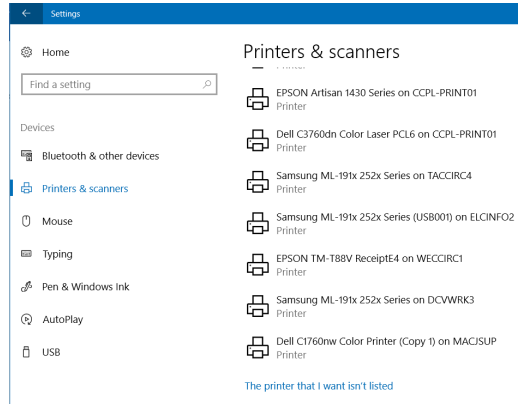 Settings
Home
Find a setting
Devices
Bluetooth & other devices
Printers & scanners
Mouse
Typing
Pen & Windows Ink
AutoPlay
USB
Printers & scanners
EPSON Artisan 1430 Series on CCPL-PRINT01
Printer
Dell C3760dn Color Laser PCL6 on CCPL-PRINT01
Printer
Samsung ML-191x 252x Series on TACCIRC4
Printer
Samsung ML-191x 252x Series (USB001) on ELCINFO2
Printer
EPSON TM-T88V ReceiptE4 on WECCIRC1
Printer
Samsung ML-191x 252x Series on DCVWRK3
Printer
Dell C1760nw Color Printer (Copy 1) on MACJSUP
Printer
The printer that I want isn't listed